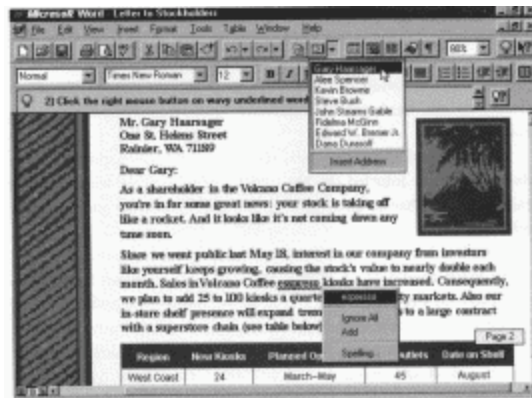 Microsoft Word - Letter to Stockholders
File Edit View Insert Format Tools Table Window Help
Normal Times New Roman 12 B I
2) Click the right mouse button on wavy underlined word
Gary Haarsager
Alee Spencer
Kevin Browne
Steve Bush
John Stearns Gable
Fidelma McGinn
Edward W.
Dana
Insert Address
Mr. Gary Haarsager
One St. Helens Street
Rainier, WA 71189
Dear Gary:
As a shareholder in the Volcano Coffee Company,
you're in for some great news: your stock is taking off
like a rocket. And it looks like it's not coming down any
time soon.
Since we went public last May 18, interest in our company from investors
like yourself keeps growing, causing the stock's value to nearly double each
month. Sales in Volcano Coffee espress kiosks have increased. Consequently,
we plan to add 25 to 100 kiosks a quarte ity markets. Also our
in-store shelf presence will expand trem s to a large contract
with a superstore chain (see table below)
espresso
Ignore All
Add
Spelling...
Page 2
Region New Kiosks Planned Op utlets Date on Shelf
West Coast 24 March–May 45 August